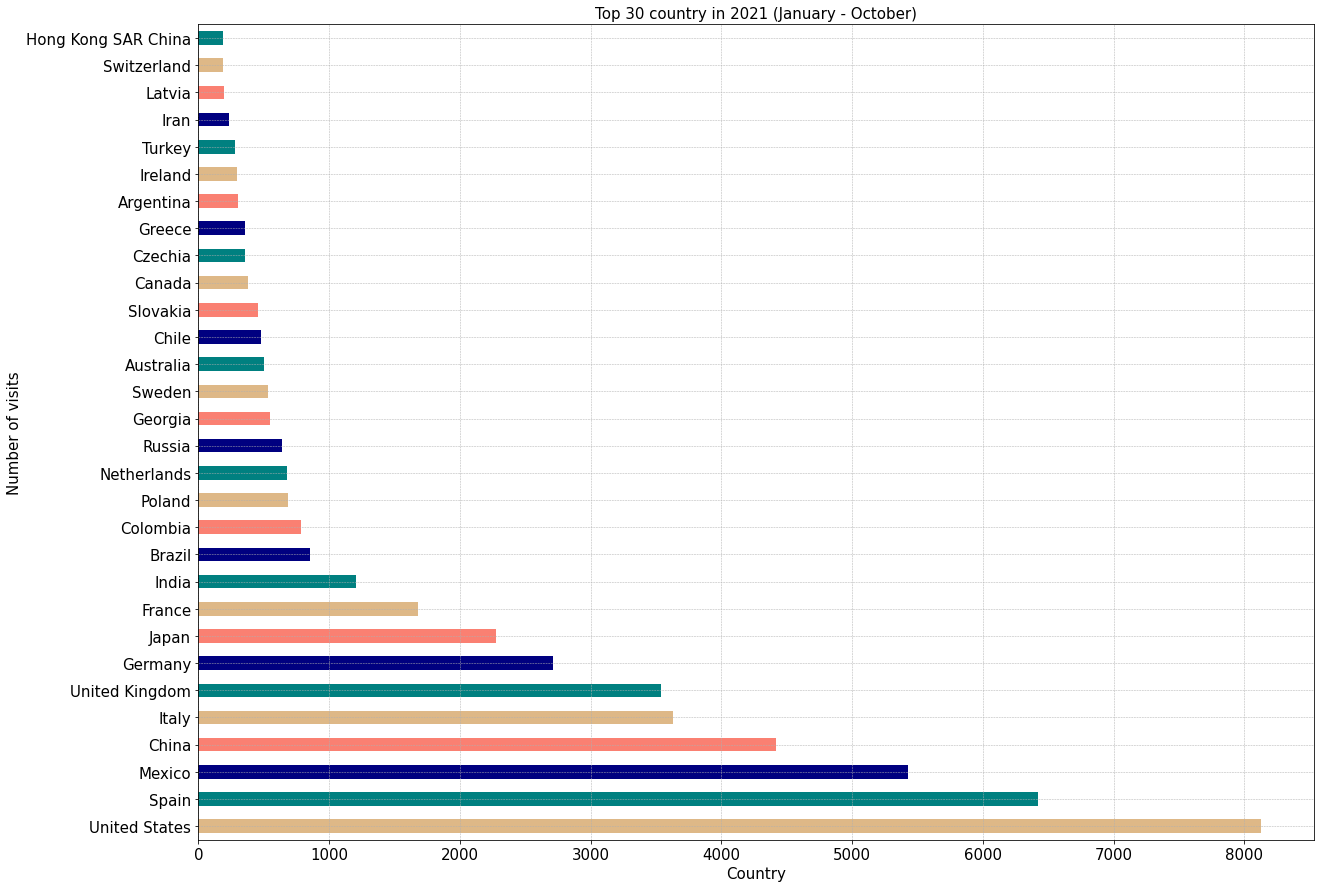 Top 30 country in 2021 (January - October)
Hong Kong SAR China
Switzerland
Latvia
Iran
Turkey
Ireland
Argentina
Greece
Czechia
Canada
Slovakia
Chile
Australia
Sweden
Georgia
Russia
Netherlands
Poland
Colombia
Brazil
India
France
Japan
Germany
United Kingdom
Italy
China
Mexico
Spain
United States
Number of visits
0 1000 2000 3000 4000 5000 6000 7000 8000
Country